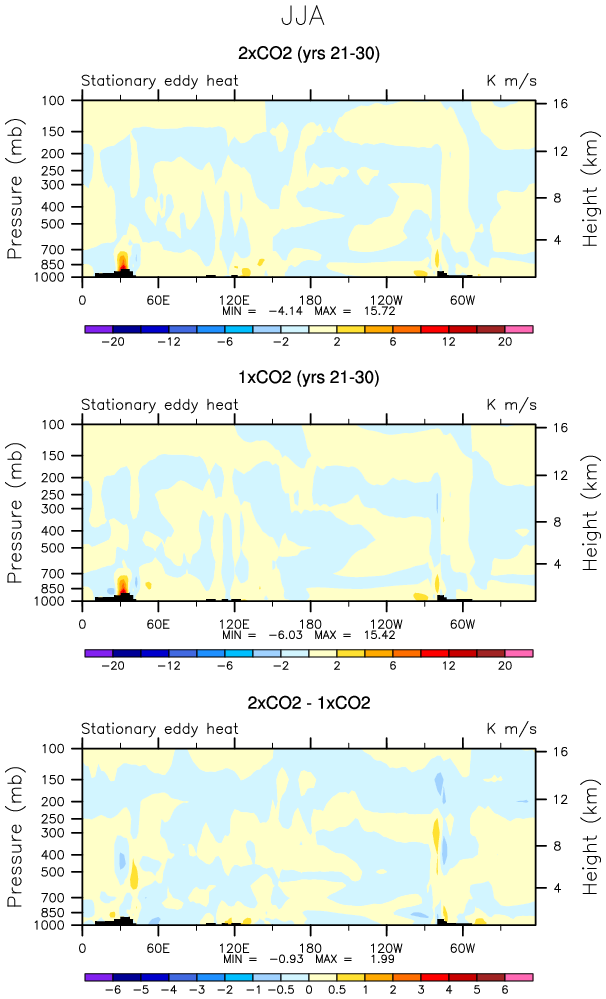 JJA
2xCO2 (yrs 21-30)
Stationary eddy heat K m/s
Pressure (mb)
Height (km)
100
150
200
250
300
400
500
700
850
1000
16
12
8
4
0 60E 120E 180 120W 60W
MIN = -4.14 MAX = 15.72
-20 -12 -6 -2 2 6 12 20
1xCO2 (yrs 21-30)
Stationary eddy heat K m/s
Pressure (mb)
Height (km)
100
150
200
250
300
400
500
700
850
1000
16
12
8
4
0 60E 120E 180 120W 60W
MIN = -6.03 MAX = 15.42
-20 -12 -6 -2 2 6 12 20
2xCO2 - 1xCO2
Stationary eddy heat K m/s
Pressure (mb)
Height (km)
100
150
200
250
300
400
500
700
850
1000
16
12
8
4
0 60E 120E 180 120W 60W
MIN = -0.93 MAX = 1.99
-6 -5 -4 -3 -2 -1 -0.5 0 0.5 1 2 3 4 5 6